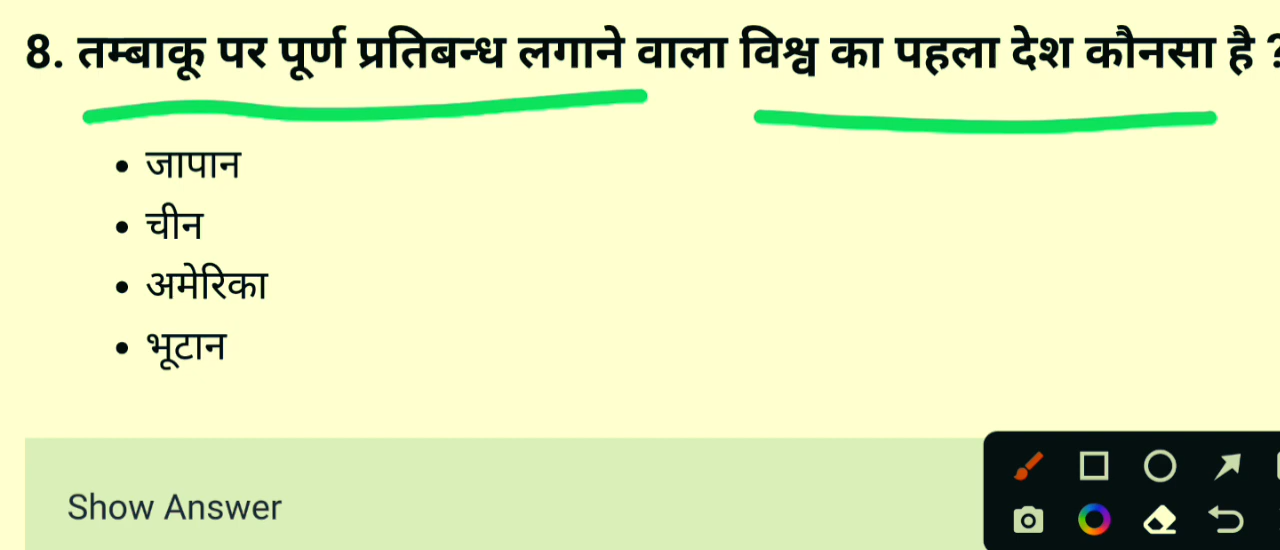 8. तम्बाकू पर पूर्ण प्रतिबन्ध लगाने वाला विश्व का पहला देश कौनसा है ?
• जापान
• चीन
• अमेरिका
• भूटान
Show Answer